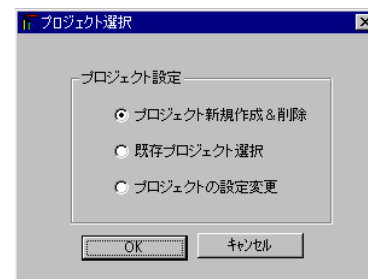 プロジェクト選択
プロジェクト設定
プロジェクト新規作成＆削除
既存プロジェクト選択
プロジェクトの設定変更
OK
キャンセル